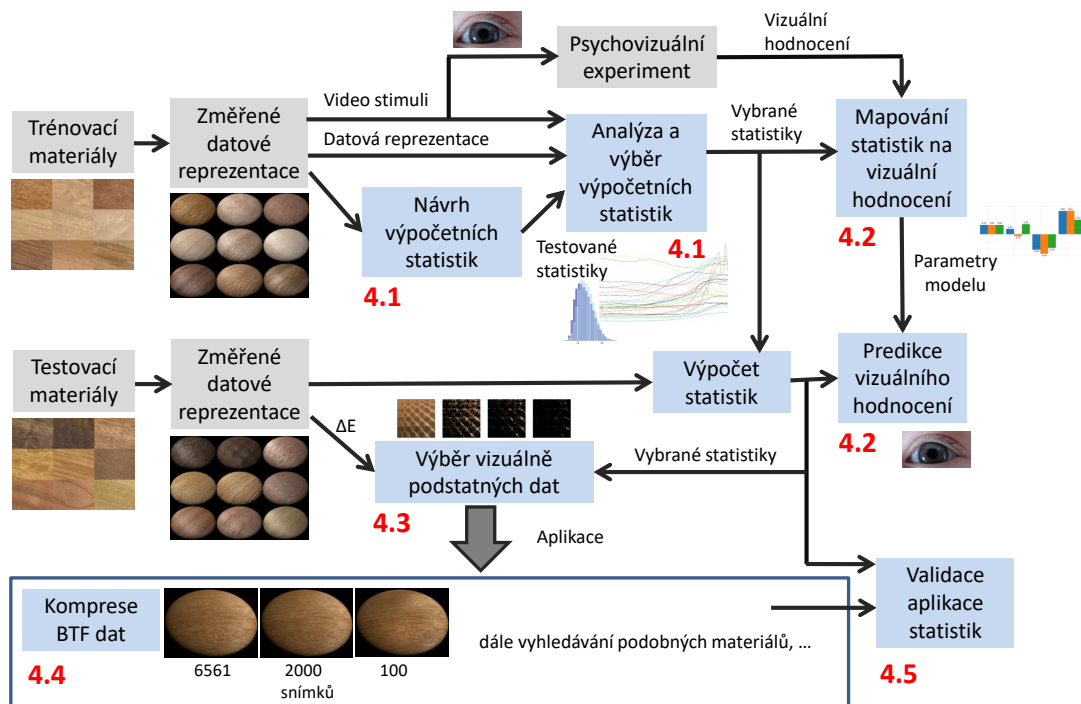 Vizuální
hodnocení
Psychovizuální
experiment
Video stimuli
Trénovací
materiály
Změřené
datové
reprezentace
Datová reprezentace
Analýza a
výběr
výpočetních
statistik
4.1
Vybrané
statistiky
Mapování
statistik na
vizuální
hodnocení
4.2
Návrh
výpočetních
statistik
4.1
Testované
statistiky
Parametry
modelu
Testovací
materiály
Změřené
datové
reprezentace
Výpočet
statistik
Predikce
vizuálního
hodnocení
4.2
ΔE
Výběr vizuálně
podstatných dat
4.3
Vybrané statistiky
Aplikace
Komprese
BTF dat
4.4
6561
2000
100
snímků
dále vyhledávání podobných materiálů, ...
Validace
aplikace
statistik
4.5